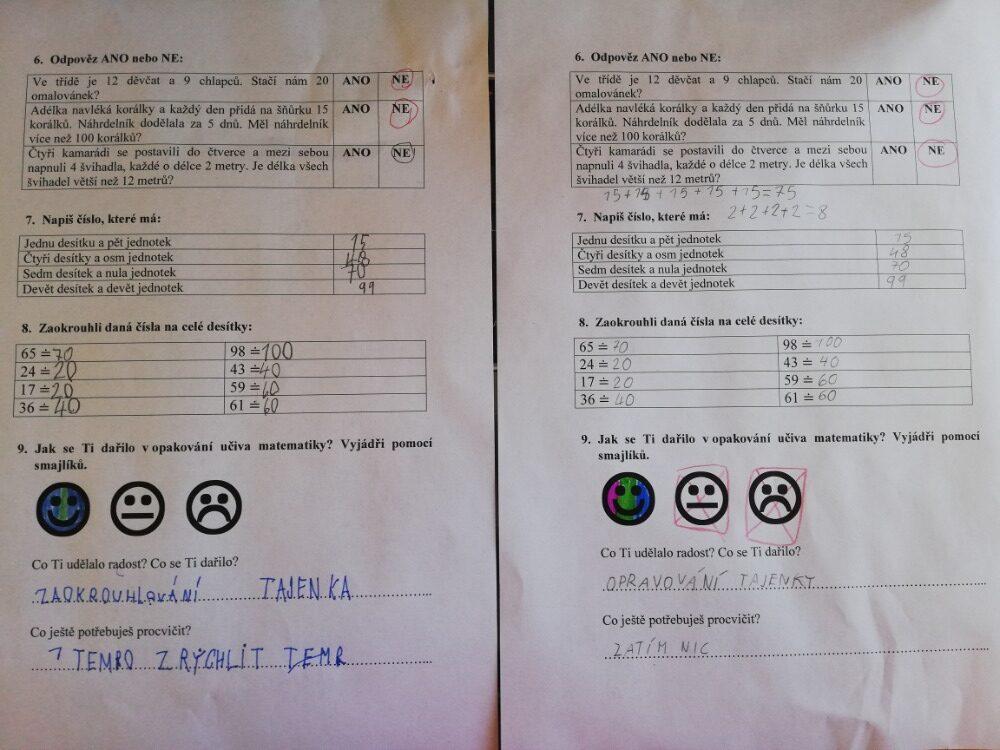 6. Odpověz ANO nebo NE:
Ve třídě je 12 děvčat a 9 chlapců. Stačí nám 20 ANO NE
omalovánek?
Adélka navléká korálky a každý den přidá na šňůrku 15 ANO NE
korálků. Náhrdelník dodělala za 5 dnů. Měl náhrdelník
více než 100 korálků?
Čtyři kamarádi se postavili do čtverce a mezi sebou ANO NE
napnuli 4 švihadla, každé o délce 2 metry. Je délka všech
švihadel větší než 12 metrů?
7. Napiš číslo, které má:
Jednu desítku a pět jednotek 15
Čtyři desítky a osm jednotek 48
Sedm desítek a nula jednotek 70
Devět desítek a devět jednotek 99
8. Zaokrouhli daná čísla na celé desítky:
65 ≐ 70 98 ≐ 100
24 ≐ 20 43 ≐ 40
17 ≐ 20 59 ≐ 60
36 ≐ 40 61 ≐ 60
9. Jak se Ti dařilo v opakování učiva matematiky? Vyjádři pomocí
smajlíků.
Co Ti udělalo radost? Co se Ti dařilo?
ZAOKROUHLOVÁNÍ TAJENKA
Co ještě potřebuješ procvičit?
TEMPO ZRYCHLIT
6. Odpověz ANO nebo NE:
Ve třídě je 12 děvčat a 9 chlapců. Stačí nám 20 ANO NE
omalovánek?
Adélka navléká korálky a každý den přidá na šňůrku 15 ANO NE
korálků. Náhrdelník dodělala za 5 dnů. Měl náhrdelník
více než 100 korálků?
Čtyři kamarádi se postavili do čtverce a mezi sebou ANO NE
napnuli 4 švihadla, každé o délce 2 metry. Je délka všech
švihadel větší než 12 metrů?
15+15+15+15+15=75
7. Napiš číslo, které má: 2+2+2+2=8
Jednu desítku a pět jednotek 15
Čtyři desítky a osm jednotek 48
Sedm desítek a nula jednotek 70
Devět desítek a devět jednotek 99
8. Zaokrouhli daná čísla na celé desítky:
65 ≐ 70 98 ≐ 100
24 ≐ 20 43 ≐ 40
17 ≐ 20 59 ≐ 60
36 ≐ 40 61 ≐ 60
9. Jak se Ti dařilo v opakování učiva matematiky? Vyjádři pomocí
smajlíků.
Co Ti udělalo radost? Co se Ti dařilo?
OPRAVOVÁNÍ TAJENKY
Co ještě potřebuješ procvičit?
ZATÍM NIC